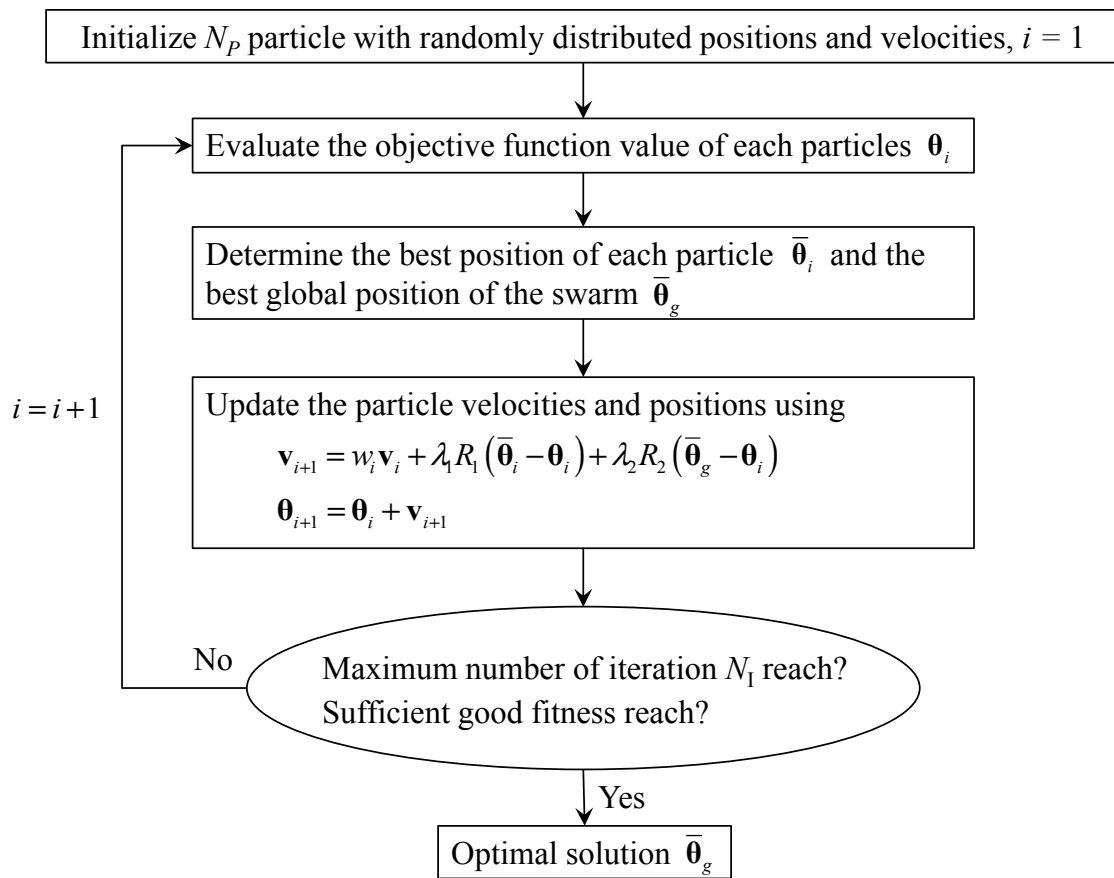 Initialize N_P particle with randomly distributed positions and velocities, i = 1
Evaluate the objective function value of each particles θ_i
Determine the best position of each particle θ̄_i and the
best global position of the swarm θ̄_g
i = i+1
Update the particle velocities and positions using
v_{i+1} = w_i v_i + λ_1 R_1 (θ̄_i − θ_i) + λ_2 R_2 (θ̄_g − θ_i)
θ_{i+1} = θ_i + v_{i+1}
No
Maximum number of iteration N_I reach?
Sufficient good fitness reach?
Yes
Optimal solution θ̄_g